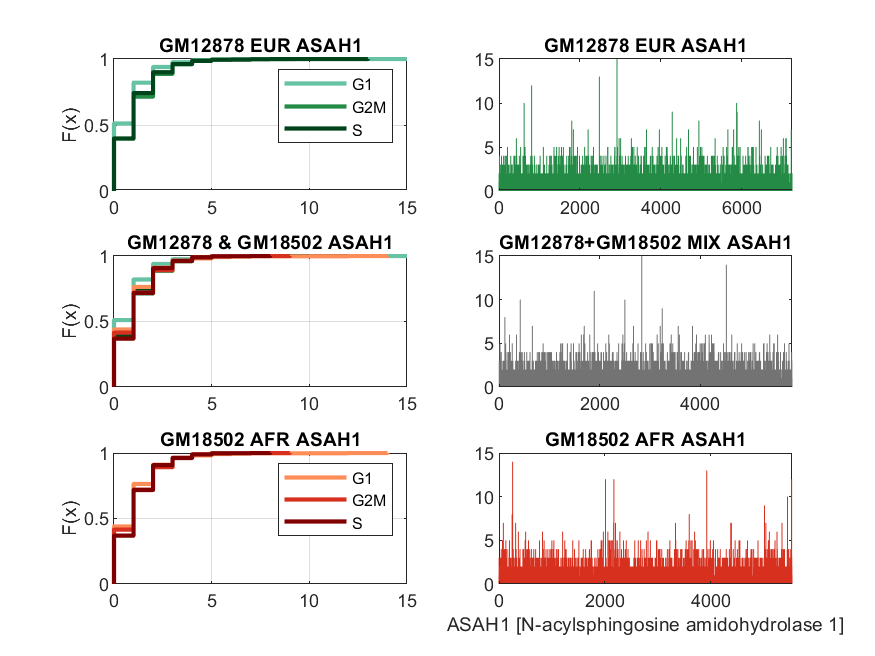 GM12878 EUR ASAH1
F(x)
1
0.5
0
0 5 10 15
G1
G2M
S
GM12878 EUR ASAH1
15
10
5
0
0 2000 4000 6000
GM12878 & GM18502 ASAH1
F(x)
1
0.5
0
0 5 10 15
GM12878+GM18502 MIX ASAH1
15
10
5
0
0 2000 4000
GM18502 AFR ASAH1
F(x)
1
0.5
0
0 5 10 15
G1
G2M
S
GM18502 AFR ASAH1
15
10
5
0
0 2000 4000
ASAH1 [N-acylsphingosine amidohydrolase 1]